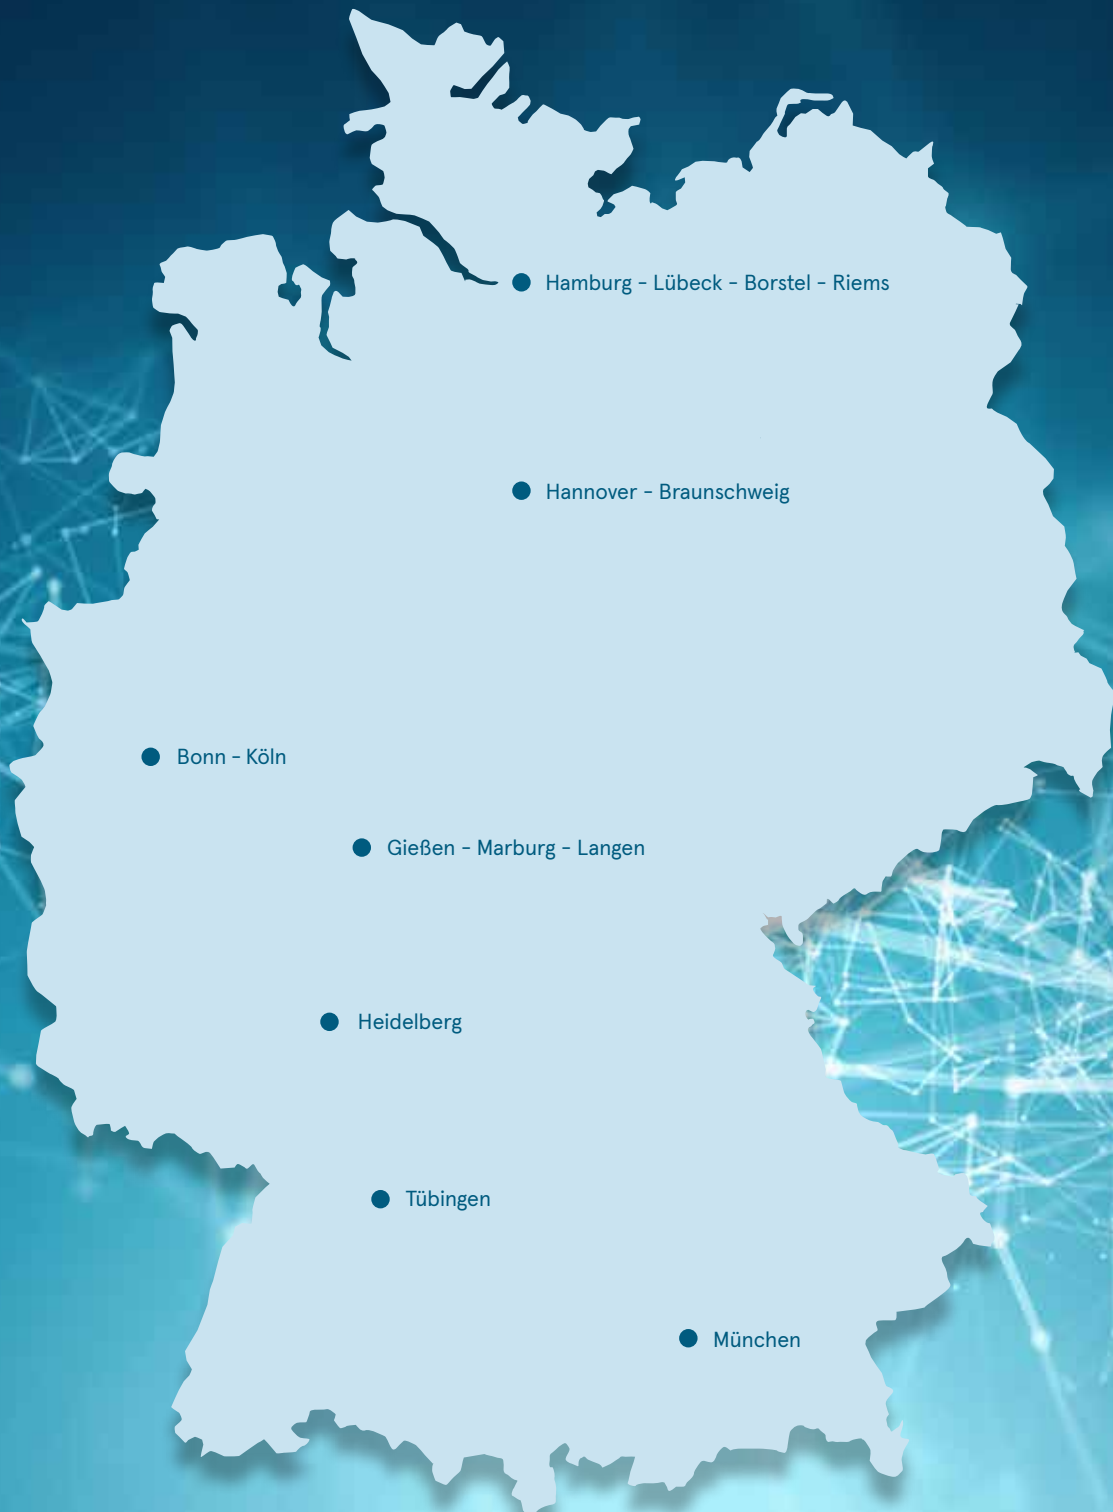 Hamburg - Lübeck - Borstel - Riems
Hannover - Braunschweig
Bonn - Köln
Gießen - Marburg - Langen
Heidelberg
Tübingen
München